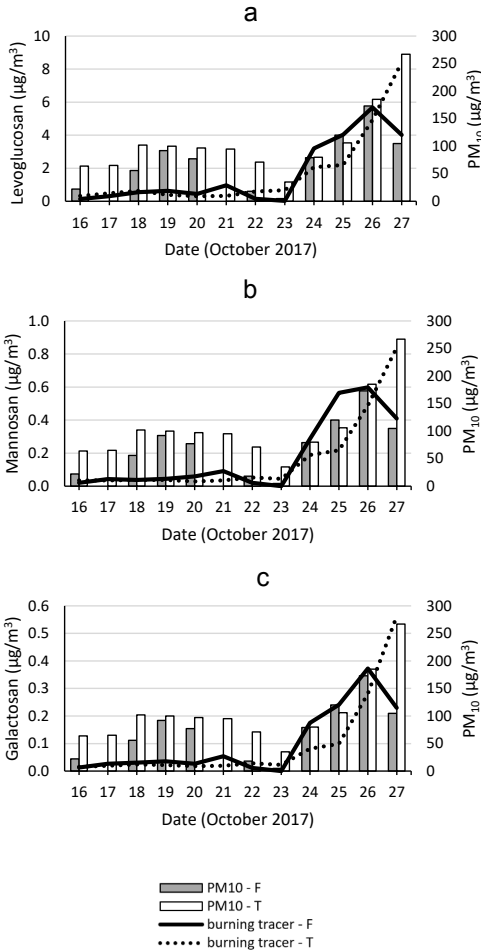 a
Levoglucosan (µg/m³)
10
8
6
4
2
0
300
250
200
150
100
50
0
PM₁₀ (µg/m³)
16 17 18 19 20 21 22 23 24 25 26 27
Date (October 2017)
b
Mannosan (µg/m³)
1.0
0.8
0.6
0.4
0.2
0.0
300
250
200
150
100
50
0
PM₁₀ (µg/m³)
16 17 18 19 20 21 22 23 24 25 26 27
Date (October 2017)
c
Galactosan (µg/m³)
0.6
0.5
0.4
0.3
0.2
0.1
0.0
300
250
200
150
100
50
0
PM₁₀ (µg/m³)
16 17 18 19 20 21 22 23 24 25 26 27
Date (October 2017)
PM10 - F
PM10 - T
burning tracer - F
burning tracer - T